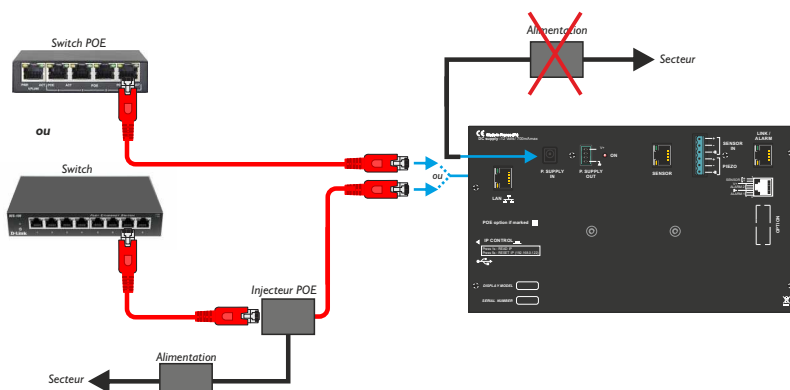 Switch POE
ou
Switch
D-Link
Injecteur POE
Alimentation
Secteur
Alimentation
Secteur
ou
LINK /
ALARM
SENSOR
IN
PIEZO
V+
ON
P. SUPPLY
IN
P. SUPPLY
OUT
SENSOR
LAN
POE option if marked
IP CONTROL
OPTION
DISPLAY MODEL
SERIAL NUMBER